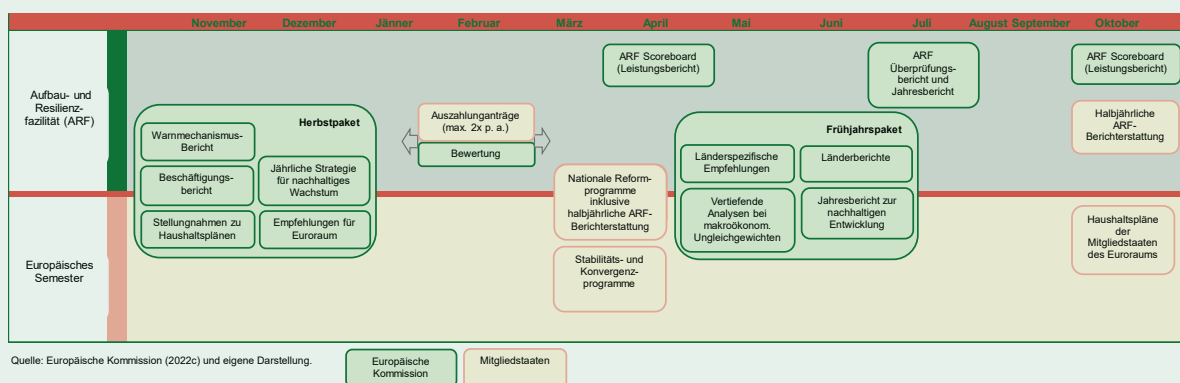 November Dezember Jänner Februar März April Mai Juni Juli August September Oktober
Aufbau- und
Resilienz-
fazilität (ARF)
Herbstpaket
Warnmechanismus-
Bericht
Beschäftigungs-
bericht
Jährliche Strategie
für nachhaltiges
Wachstum
Stellungnahmen zu
Haushaltsplänen
Empfehlungen für
Euroraum
Auszahlunganträge
(max. 2x p. a.)
Bewertung
ARF Scoreboard
(Leistungsbericht)
Nationale Reform-
programme
inklusive
halbjährliche ARF-
Berichterstattung
Stabilitäts- und
Konvergenz-
programme
Frühjahrspaket
Länderspezifische
Empfehlungen
Länderberichte
Vertiefende
Analysen bei
makroökonom.
Ungleichgewichten
Jahresbericht zur
nachhaltigen
Entwicklung
ARF
Überprüfungs-
bericht und
Jahresbericht
ARF Scoreboard
(Leistungsbericht)
Halbjährliche
ARF-
Berichterstattung
Haushaltspläne
der
Mitgliedstaaten
des Euroraums
Europäisches
Semester
Quelle: Europäische Kommission (2022c) und eigene Darstellung.
Europäische
Kommission
Mitgliedstaaten